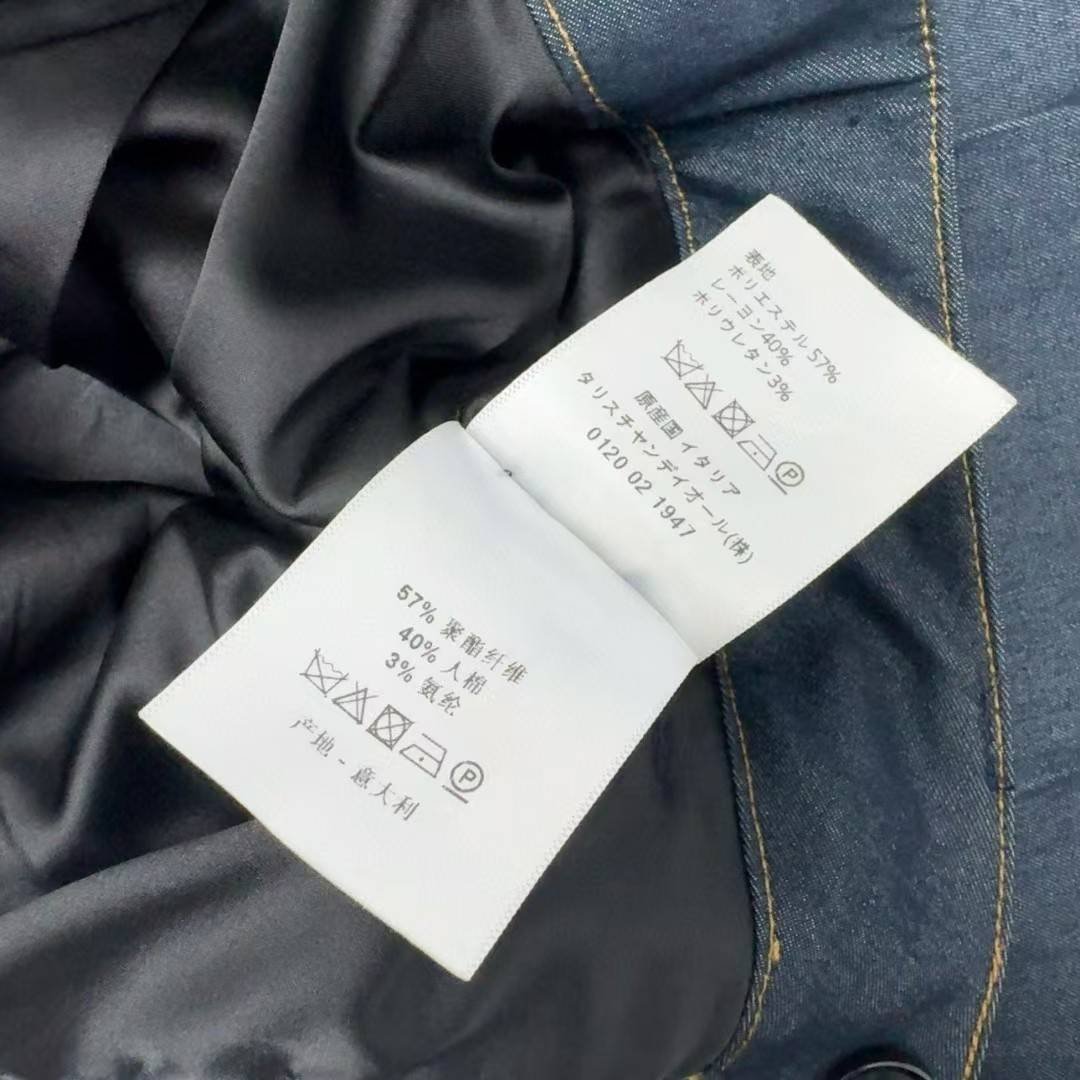 表地
ポリエステル 57%
レーヨン40%
ポリウレタン3%
P
原産国 イタリア
タリスチャンディオール(株)
0120 02 1947
57% 聚酯纤维
40% 人棉
3% 氨纶
P
产地 - 意大利